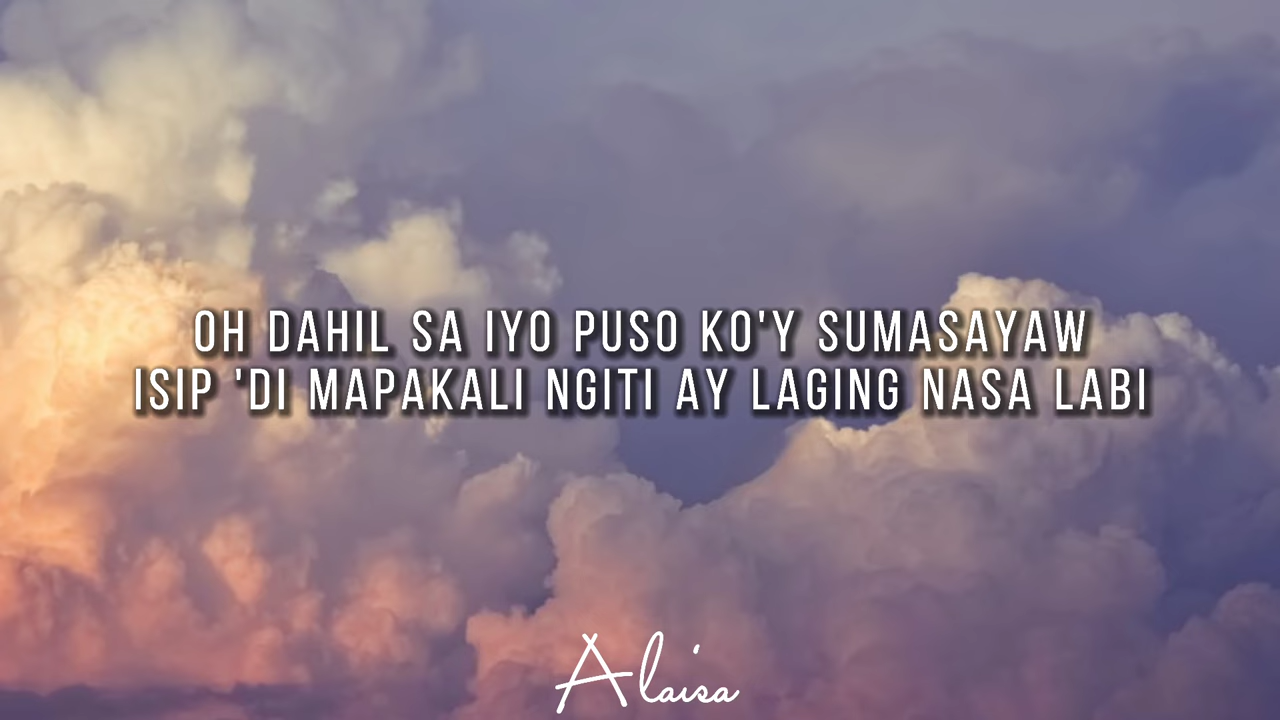 OH DAHIL SA IYO PUSO KO'Y SUMASAYAW
ISIP 'DI MAPAKALI NGITI AY LAGING NASA LABI
Alaisa